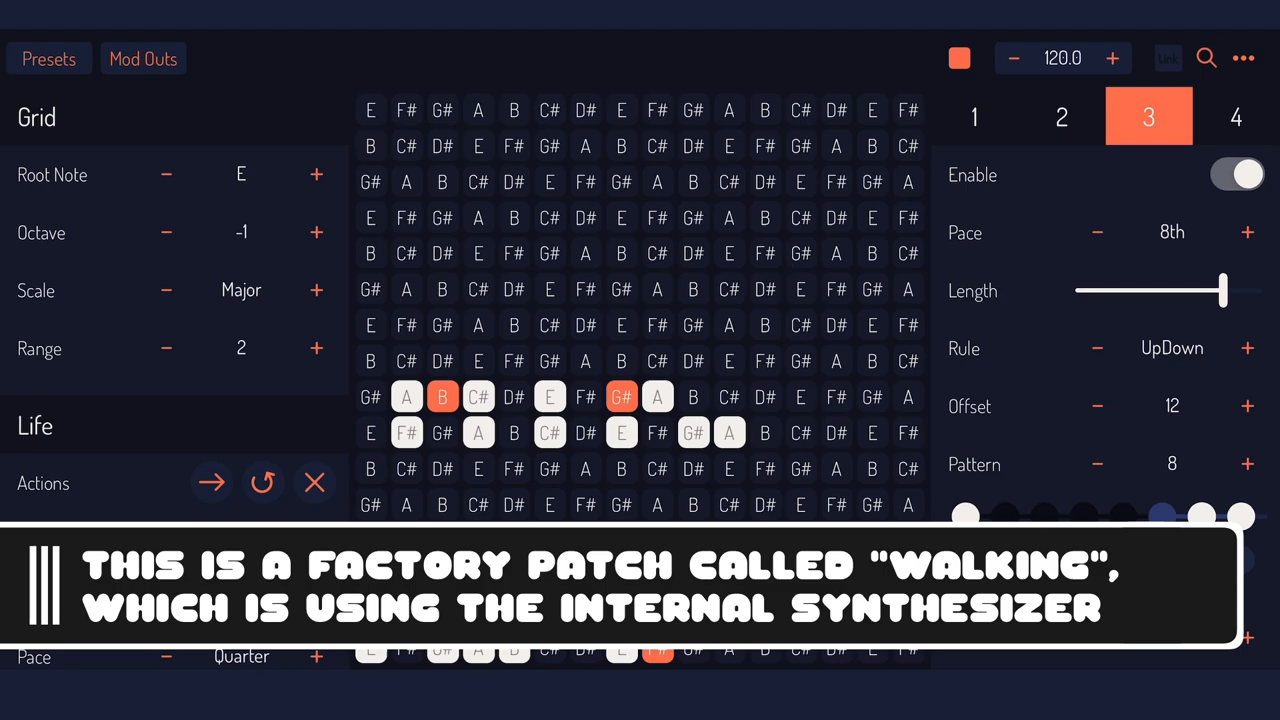 Presets Mod Outs - 120.0 + Link
Grid
Root Note - E +
Octave - -1 +
Scale - Major +
Range - 2 +
Life
Actions
Pace - Quarter +
E F# G# A B C# D# E F# G# A B C# D# E F#
B C# D# E F# G# A B C# D# E F# G# A B C#
G# A B C# D# E F# G# A B C# D# E F# G# A
E F# G# A B C# D# E F# G# A B C# D# E F#
B C# D# E F# G# A B C# D# E F# G# A B C#
G# A B C# D# E F# G# A B C# D# E F# G# A
E F# G# A B C# D# E F# G# A B C# D# E F#
B C# D# E F# G# A B C# D# E F# G# A B C#
G# A B C# D# E F# G# A B C# D# E F# G# A
E F# G# A B C# D# E F# G# A B C# D# E F#
B C# D# E F# G# A B C# D# E F# G# A B C#
G# A B C# D# E F# G# A B C# D# E F# G# A
1 2 3 4
Enable
Pace - 8th +
Length
Rule - UpDown +
Offset - 12 +
Pattern - 8 +
THIS IS A FACTORY PATCH CALLED "WALKING",
WHICH IS USING THE INTERNAL SYNTHESIZER